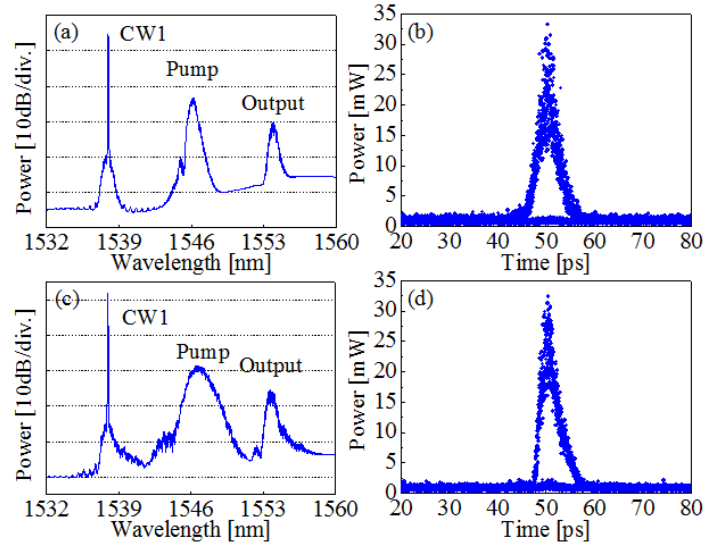 (a)
CW1
Pump
Output
Power [10dB/div.]
1532 1539 1546 1553 1560
Wavelength [nm]
(b)
35
30
25
20
15
10
5
0
Power [mW]
20 30 40 50 60 70 80
Time [ps]
(c)
CW1
Pump
Output
Power [10dB/div.]
1532 1539 1546 1553 1560
Wavelength [nm]
(d)
35
30
25
20
15
10
5
0
Power [mW]
20 30 40 50 60 70 80
Time [ps]